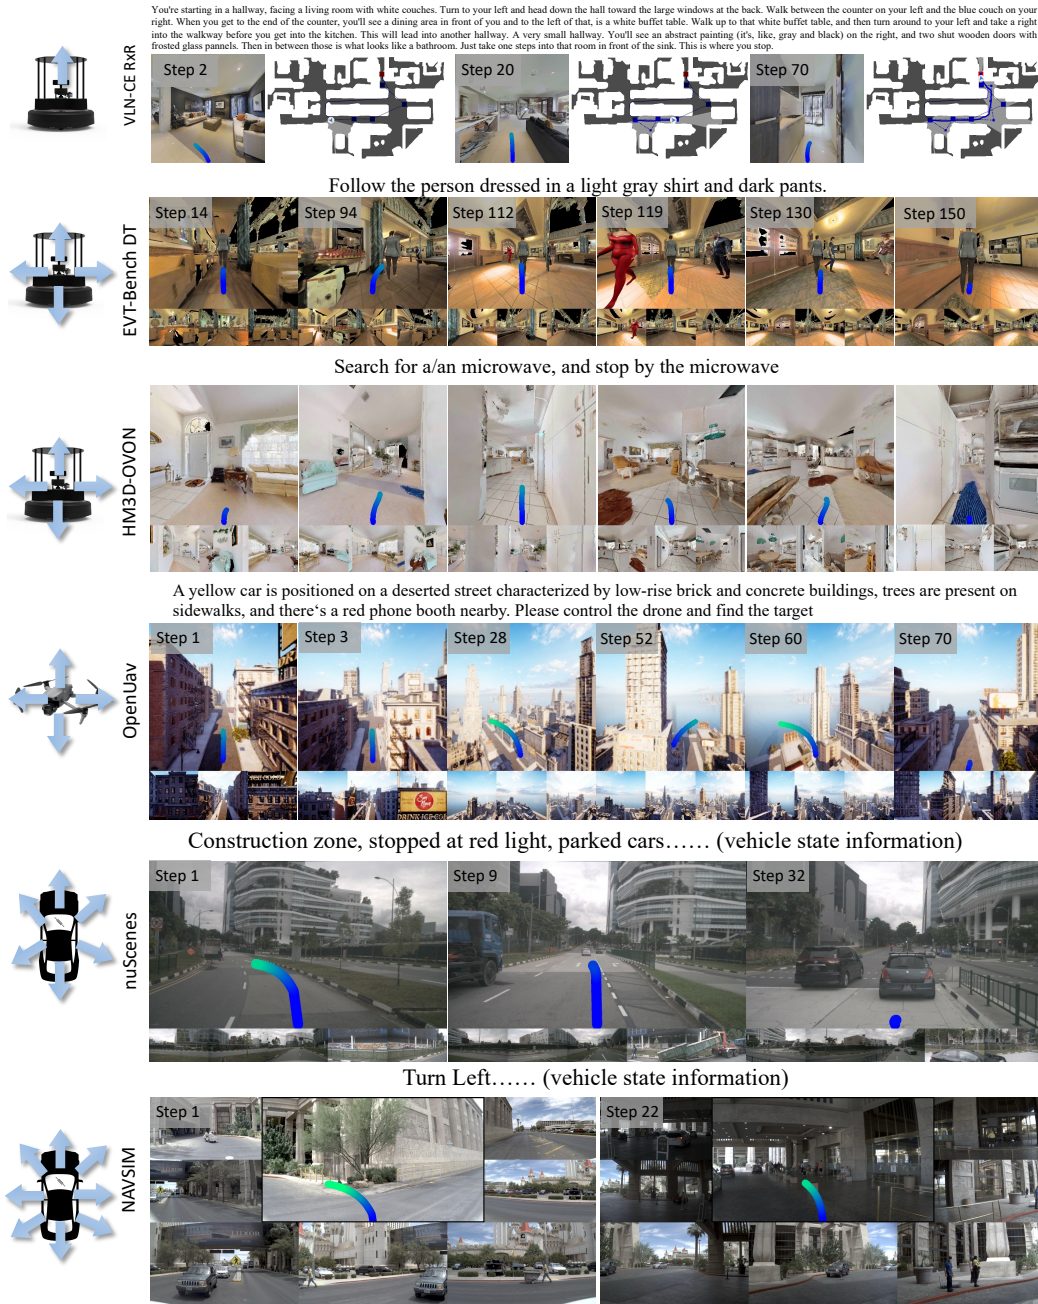 You're starting in a hallway, facing a living room with white couches. Turn to your left and head down the hall toward the large windows at the back. Walk between the counter on your left and the blue couch on your
right. When you get to the end of the counter, you'll see a dining area in front of you and to the left of that, is a white buffet table. Walk up to that white buffet table, and then turn around to your left and take a right
into the walkway before you get into the kitchen. This will lead into another hallway. A very small hallway. You'll see an abstract painting (it's, like, gray and black) on the right, and two shut wooden doors with
frosted glass pannels. Then in between those is what looks like a bathroom. Just take one steps into that room in front of the sink. This is where you stop.
VLN-CE RxR
Step 2
Step 20
Step 70
Follow the person dressed in a light gray shirt and dark pants.
EVT-Bench DT
Step 14
Step 94
Step 112
Step 119
Step 130
Step 150
Search for a/an microwave, and stop by the microwave
HM3D-OVON
A yellow car is positioned on a deserted street characterized by low-rise brick and concrete buildings, trees are present on
sidewalks, and there‘s a red phone booth nearby. Please control the drone and find the target
OpenUav
Step 1
Step 3
Step 28
Step 52
Step 60
Step 70
DRINK ICE-CO
Construction zone, stopped at red light, parked cars…… (vehicle state information)
nuScenes
Step 1
Step 9
Step 32
Turn Left…… (vehicle state information)
NAVSIM
Step 1
Step 22